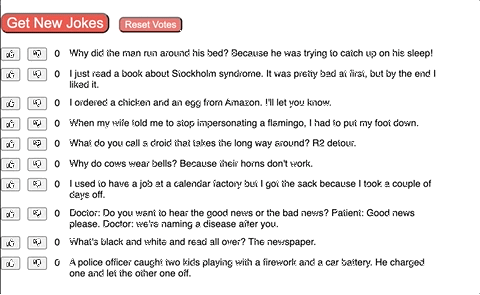 Get New Jokes
Reset Votes
0 Why did the man run around his bed? Because he was trying to catch up on his sleep!
0 I just read a book about Stockholm syndrome. It was pretty bad at first, but by the end I
liked it.
0 I ordered a chicken and an egg from Amazon. I'll let you know.
0 When my wife told me to stop impersonating a flamingo, I had to put my foot down.
0 What do you call a droid that takes the long way around? R2 detour.
0 Why do cows wear bells? Because their horns don't work.
0 I used to have a job at a calendar factory but I got the sack because I took a couple of
days off.
0 Doctor: Do you want to hear the good news or the bad news? Patient: Good news
please. Doctor: we're naming a disease after you.
0 What's black and white and read all over? The newspaper.
0 A police officer caught two kids playing with a firework and a car battery. He charged
one and let the other one off.